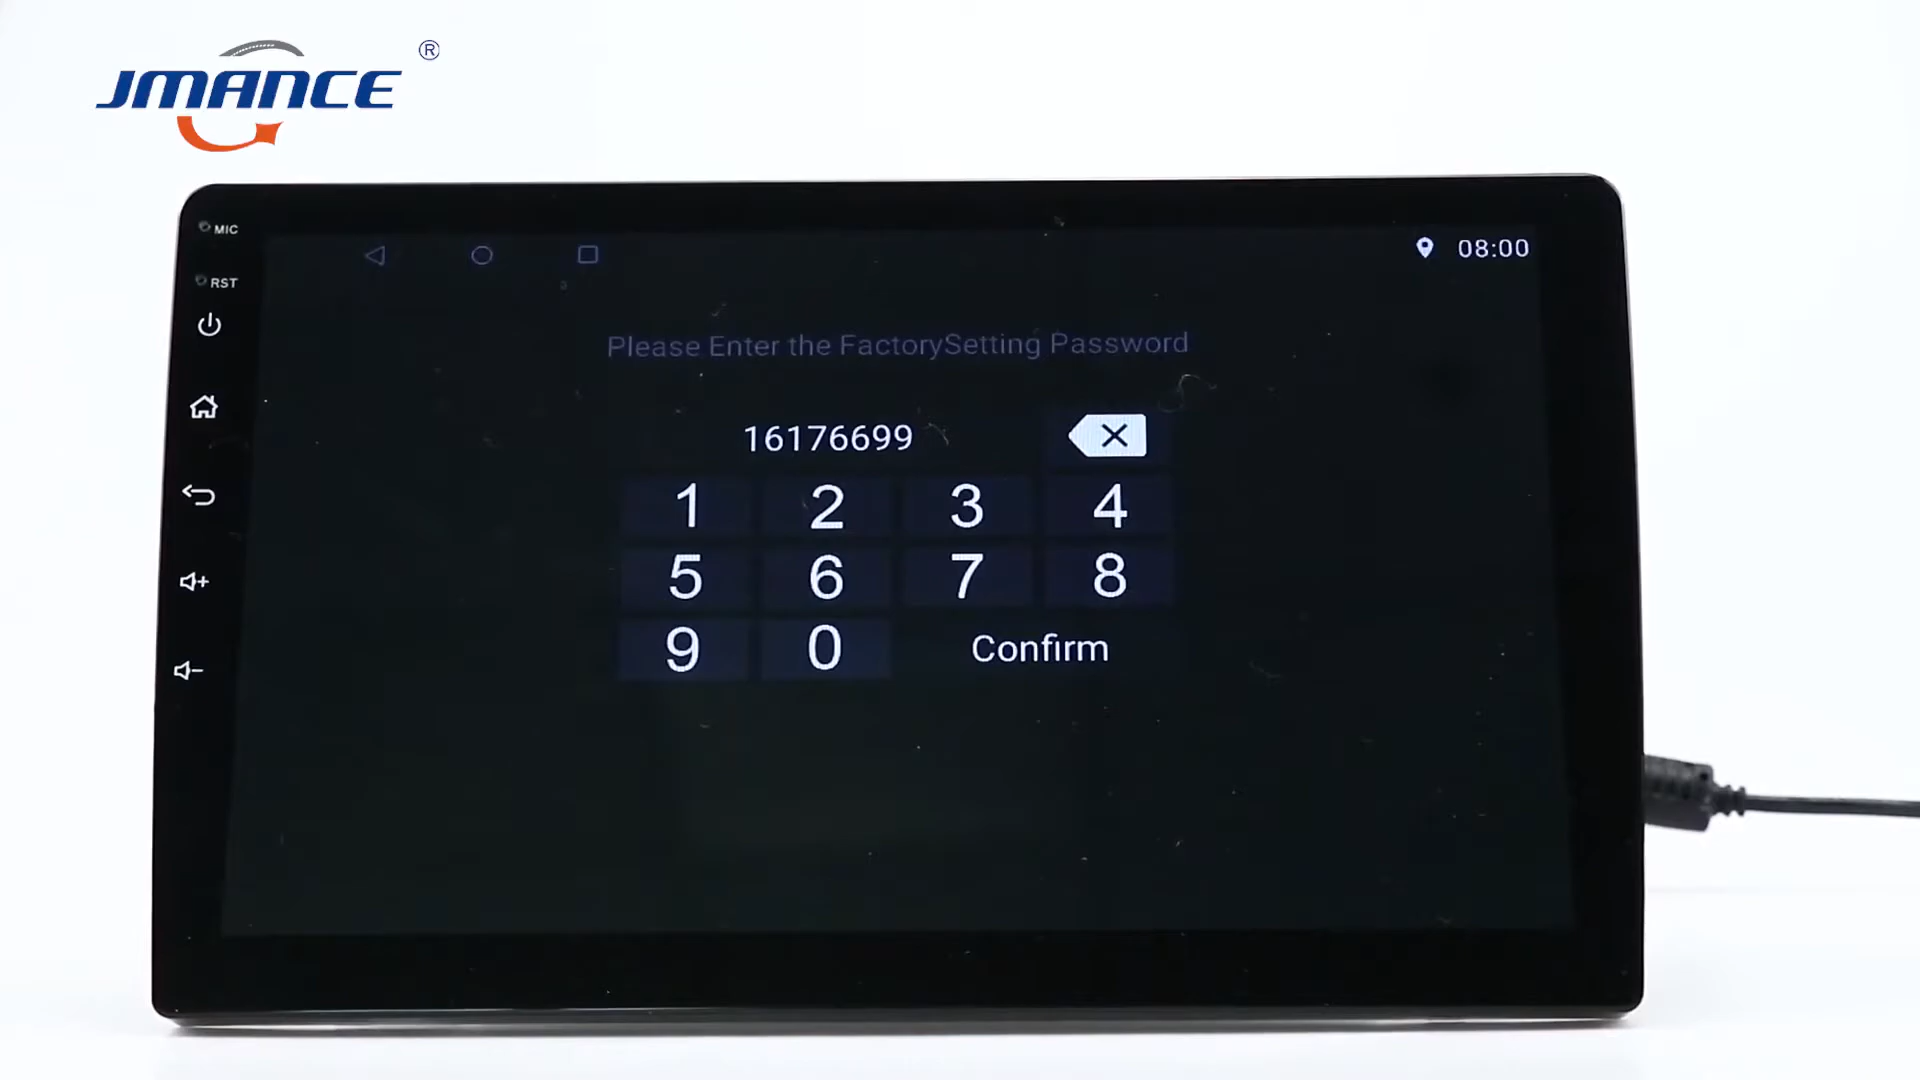 JMANCE ®
MIC
08:00
RST
Please Enter the FactorySetting Password
16176699
1 2 3 4
5 6 7 8
9 0 Confirm